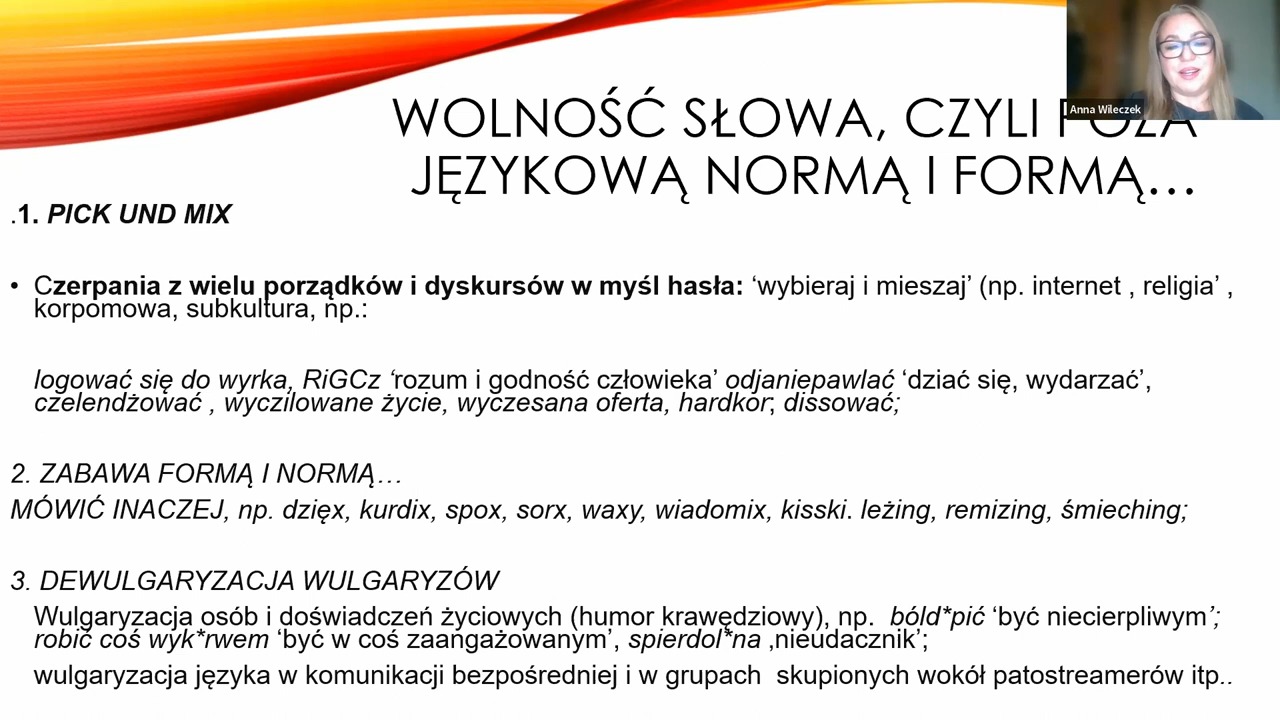 Anna Wileczek
WOLNOŚĆ SŁOWA, CZYLI POZA
JĘZYKOWĄ NORMĄ I FORMĄ…
.1. PICK UND MIX
• Czerpania z wielu porządków i dyskursów w myśl hasła: ‘wybieraj i mieszaj’ (np. internet , religia’ ,
korpomowa, subkultura, np.:
logować się do wyrka, RiGCz ‘rozum i godność człowieka’ odjaniepawlać ‘dziać się, wydarzać’,
czelendżować , wyczilowane życie, wyczesana oferta, hardkor; dissować;
2. ZABAWA FORMĄ I NORMĄ…
MÓWIĆ INACZEJ, np. dzięx, kurdix, spox, sorx, waxy, wiadomix, kisski. leżing, remizing, śmieching;
3. DEWULGARYZACJA WULGARYZÓW
Wulgaryzacja osób i doświadczeń życiowych (humor krawędziowy), np. bóld*pić ‘być niecierpliwym’;
robić coś wyk*rwem ‘być w coś zaangażowanym’, spierdol*na ‚nieudacznik’;
wulgaryzacja języka w komunikacji bezpośredniej i w grupach skupionych wokół patostreamerów itp..